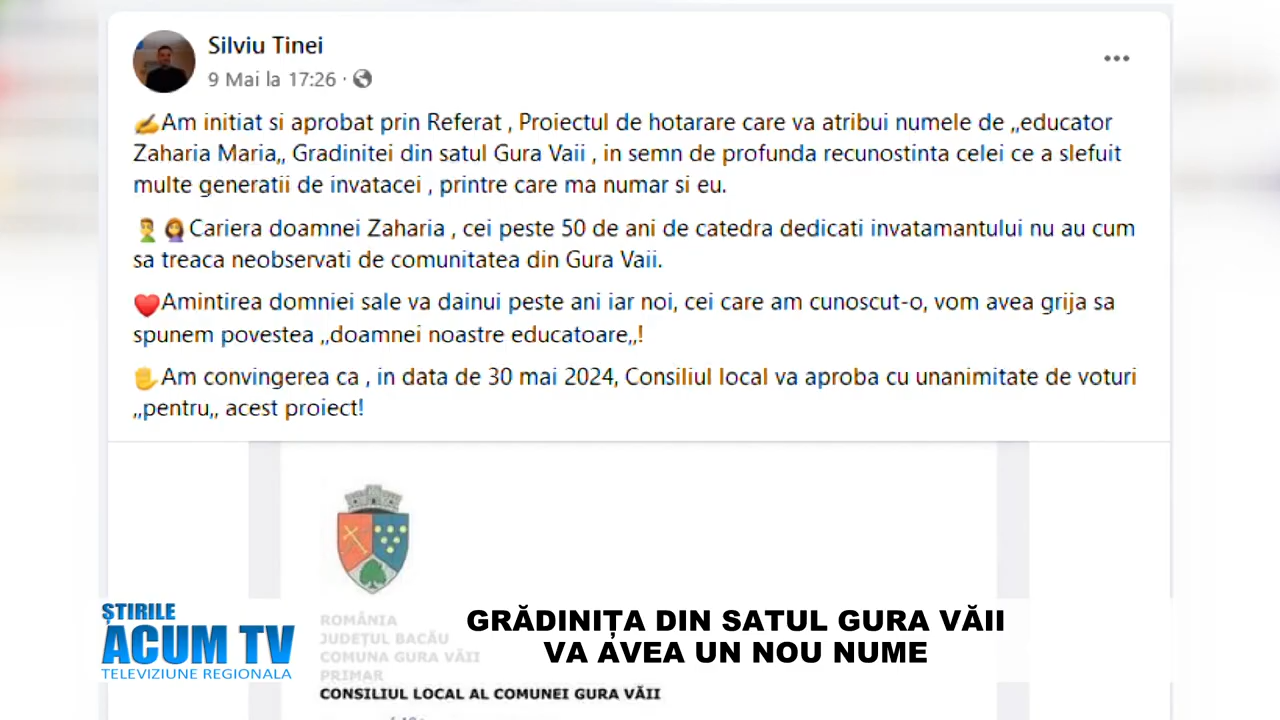 Silviu Tinei
9 Mai la 17:26 ·
Am initiat si aprobat prin Referat , Proiectul de hotarare care va atribui numele de ,,educator
Zaharia Maria,, Gradinitei din satul Gura Vaii , in semn de profunda recunostinta celei ce a slefuit
multe generatii de invatacei , printre care ma numar si eu.
Cariera doamnei Zaharia , cei peste 50 de ani de catedra dedicati invatamantului nu au cum
sa treaca neobservati de comunitatea din Gura Vaii.
Amintirea domniei sale va dainui peste ani iar noi, cei care am cunoscut-o, vom avea grija sa
spunem povestea ,,doamnei noastre educatoare,,!
Am convingerea ca , in data de 30 mai 2024, Consiliul local va aproba cu unanimitate de voturi
,,pentru,, acest proiect!
ROMÂNIA
JUDEȚUL BACĂU
COMUNA GURA VĂII
PRIMAR
CONSILIUL LOCAL AL COMUNEI GURA VĂII
ȘTIRILE
ACUM TV
TELEVIZIUNE REGIONALA
GRĂDINIȚA DIN SATUL GURA VĂII
VA AVEA UN NOU NUME